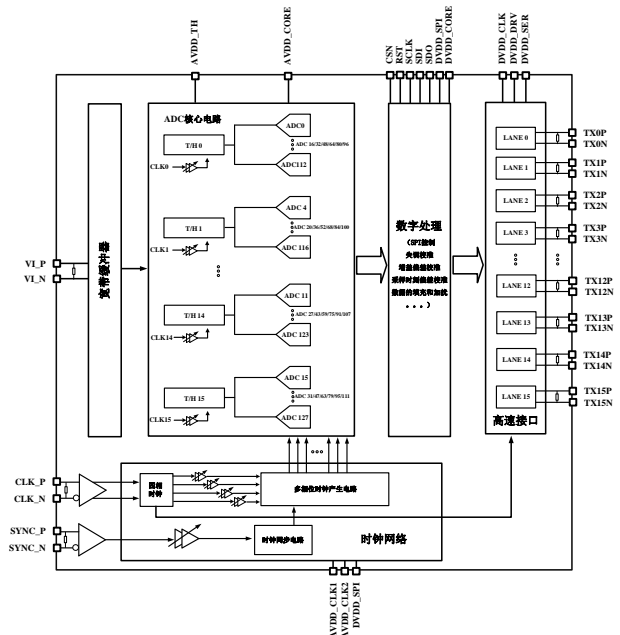 AVDD_TH
AVDD_CORE
CSN
RST
SCLK
SDI
SDO
DVDD_SPI
DVDD_CORE
DVDD_CLK
DVDD_DRV
DVDD_SER
ADC核心电路
T/H 0
CLK0
ADC0
ADC 16/32/48/64/80/96
ADC112
T/H 1
CLK1
ADC 4
ADC 20/36/52/68/84/100
ADC 116
T/H 14
CLK14
ADC 11
ADC 27/43/59/75/91/107
ADC 123
T/H 15
CLK15
ADC 15
ADC 31/47/63/79/95/111
ADC 127
VI_P
VI_N
宽带缓冲器
数字处理
(SPI控制
失调校准
增益偏差校准
采样时刻偏差校准
数据的填充和加扰
。。。)
LANE 0
LANE 1
LANE 2
LANE 3
LANE 12
LANE 13
LANE 14
LANE 15
高速接口
TX0P
TX0N
TX1P
TX1N
TX2P
TX2N
TX3P
TX3N
TX12P
TX12N
TX13P
TX13N
TX14P
TX14N
TX15P
TX15N
CLK_P
CLK_N
SYNC_P
SYNC_N
四相
时钟
多相位时钟产生电路
时钟同步电路
时钟网络
AVDD_CLK1
AVDD_CLK2
DVDD_SPI